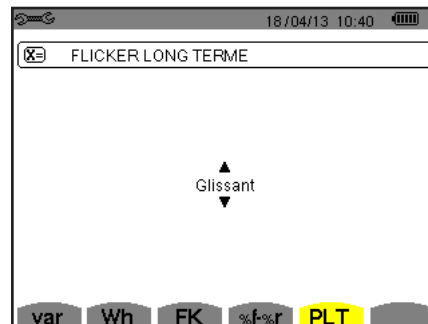 18/04/13 10:40
X= FLICKER LONG TERME
Glissant
var Wh FK %f-%r PLT